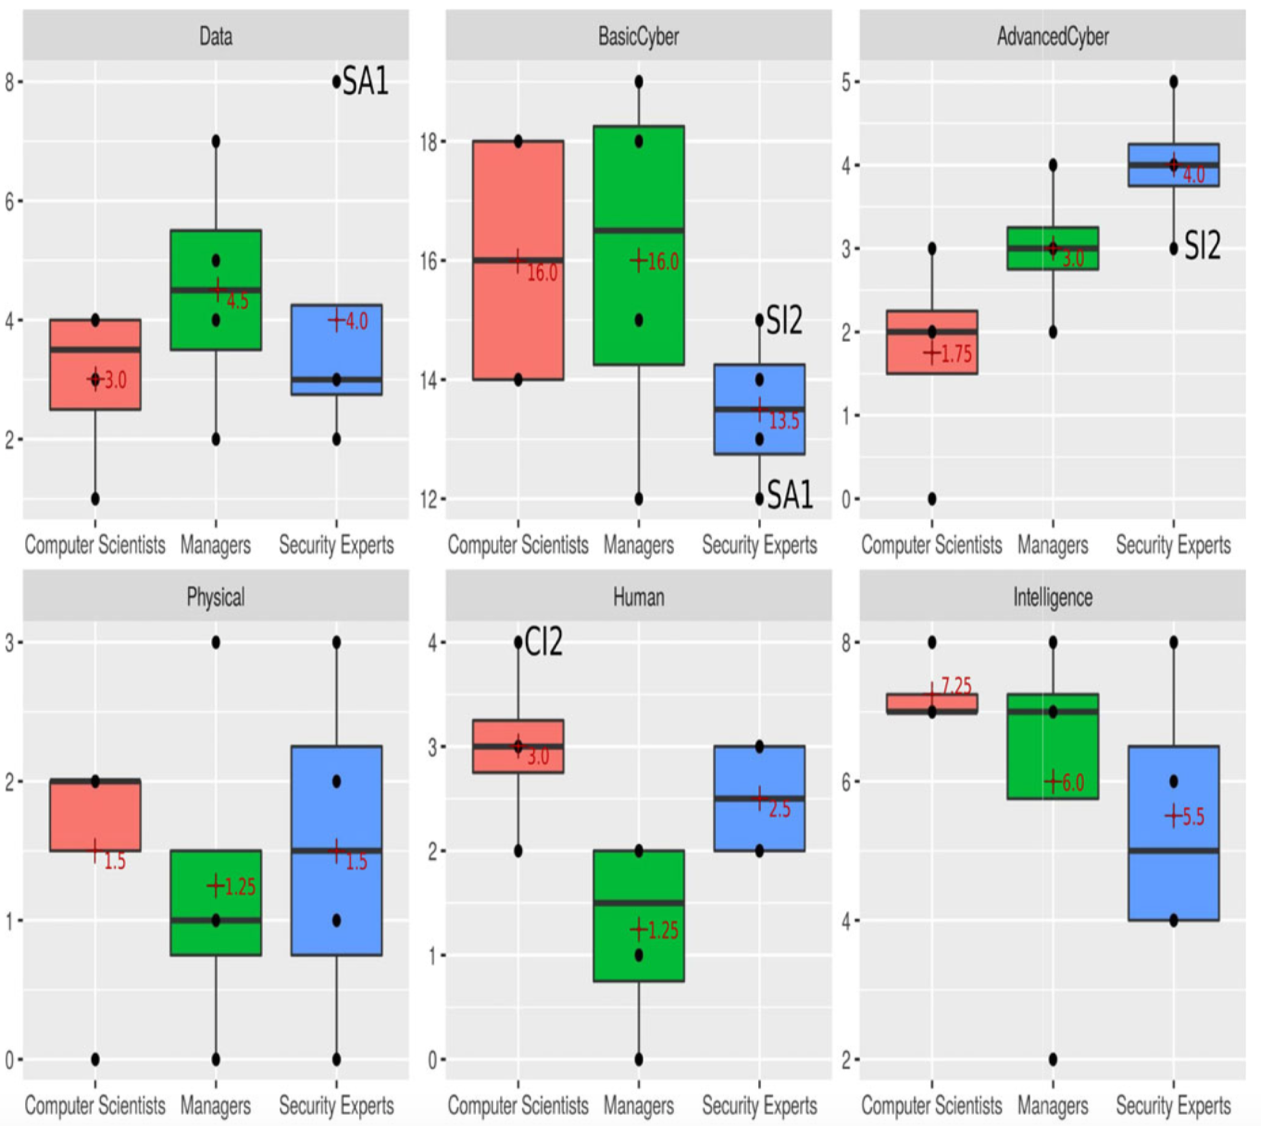 Data
BasicCyber
AdvancedCyber
8
SA1
6
4
2
4.5
4.0
3.0
18
16
14
12
16.0
16.0
SI2
13.5
SA1
5
4
3
2
1
0
4.0
SI2
3.0
1.75
Computer Scientists Managers Security Experts
Computer Scientists Managers Security Experts
Computer Scientists Managers Security Experts
Physical
Human
Intelligence
3
2
1
0
1.5
1.25
1.5
4
3
2
1
0
CI2
3.0
2.5
1.25
8
6
4
2
7.25
6.0
5.5
Computer Scientists Managers Security Experts
Computer Scientists Managers Security Experts
Computer Scientists Managers Security Experts